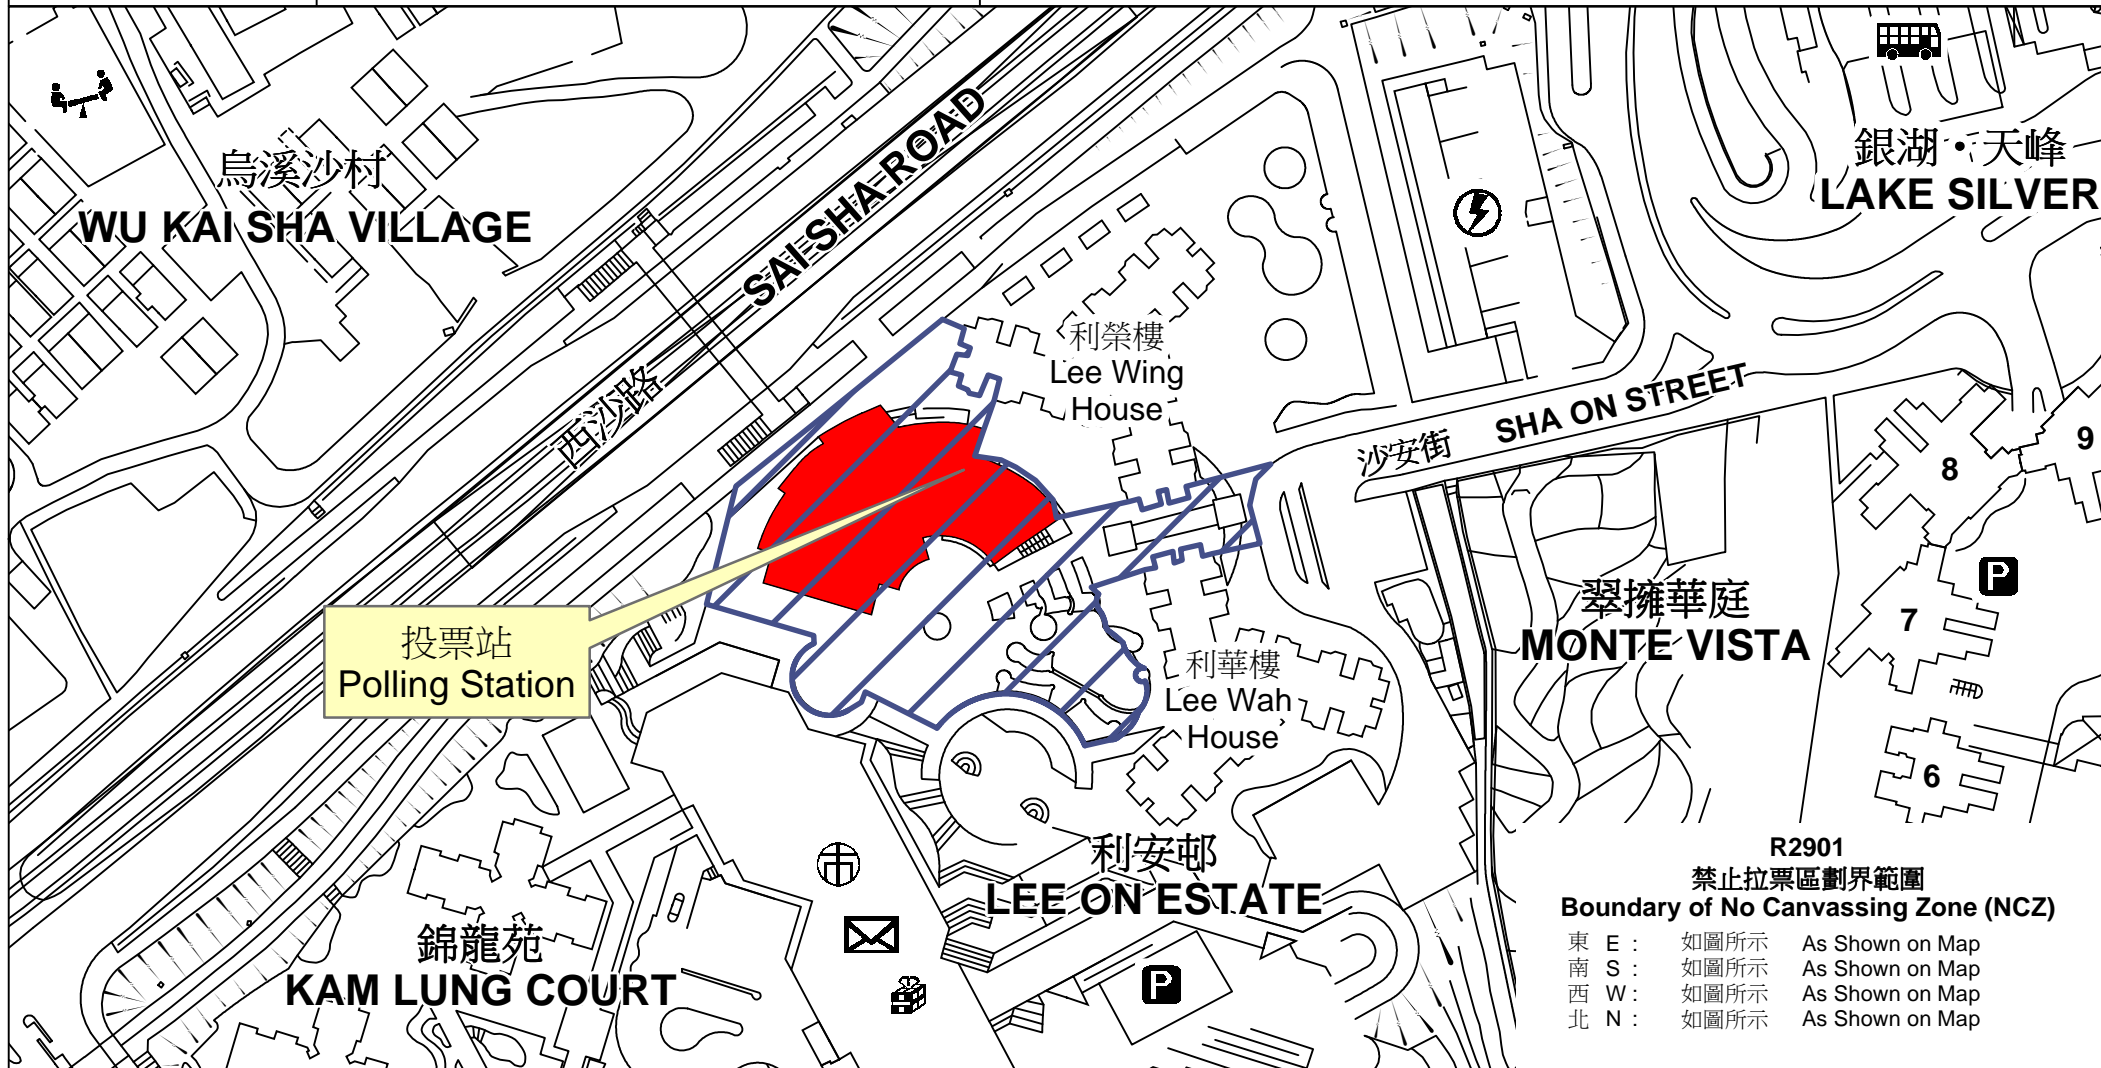 烏溪沙村
WU KAI SHA VILLAGE
SAI SHA ROAD
西沙路
銀湖・天峰
LAKE SILVER
利榮樓
Lee Wing
House
沙安街
SHA ON STREET
9
8
7
6
P
翠擁華庭
MONTE VISTA
投票站
Polling Station
利華樓
Lee Wah
House
利安邨
LEE ON ESTATE
市
P
錦龍苑
KAM LUNG COURT
R2901
禁止拉票區劃界範圍
Boundary of No Canvassing Zone (NCZ)
東 E : 如圖所示 As Shown on Map
南 S : 如圖所示 As Shown on Map
西 W : 如圖所示 As Shown on Map
北 N : 如圖所示 As Shown on Map